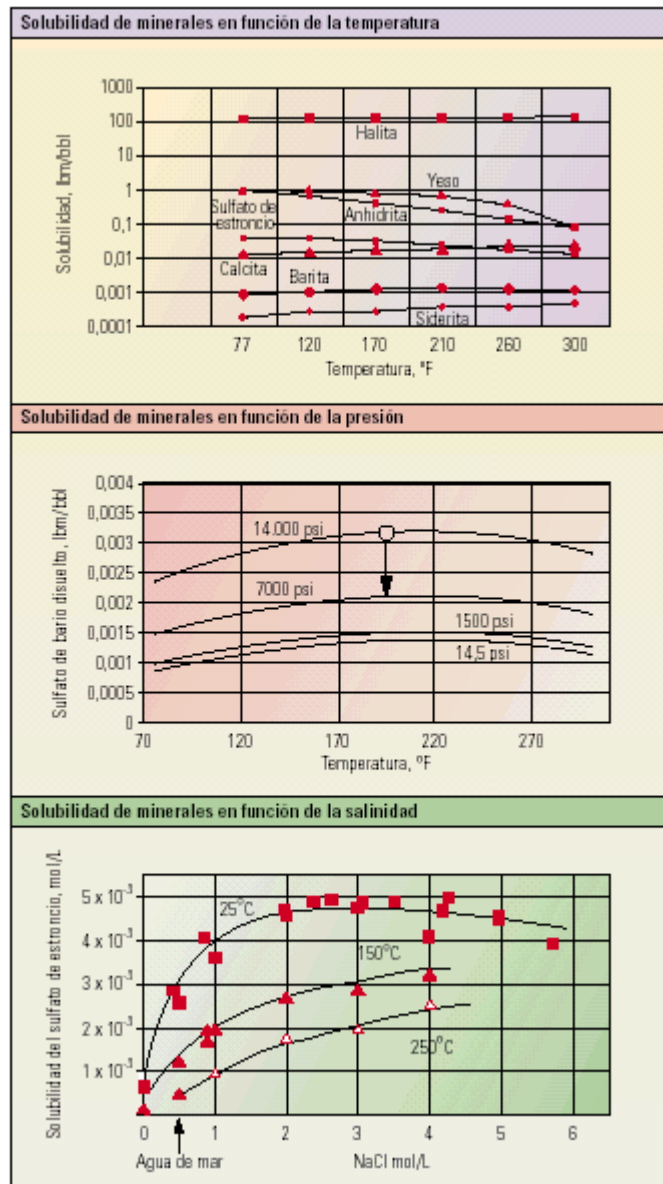 Solubilidad de minerales en función de la temperatura
Solubilidad, lbm/bbl
1000
100
10
1
0,1
0,01
0,001
0,0001
Halita
Yeso
Sulfato de
estroncio
Anhidrita
Calcita
Barita
Siderita
77 120 170 210 260 300
Temperatura, °F
Solubilidad de minerales en función de la presión
Sulfato de bario disuelto, lbm/bbl
0,004
0,0035
0,003
0,0025
0,002
0,0015
0,001
0,0005
0
14.000 psi
7000 psi
1500 psi
14,5 psi
70 120 170 220 270
Temperatura, °F
Solubilidad de minerales en función de la salinidad
Solubilidad del sulfato de estroncio, mol/L
5 x 10⁻³
4 x 10⁻³
3 x 10⁻³
2 x 10⁻³
1 x 10⁻³
25°C
150°C
250°C
0 1 2 3 4 5 6
Agua de mar
NaCl mol/L